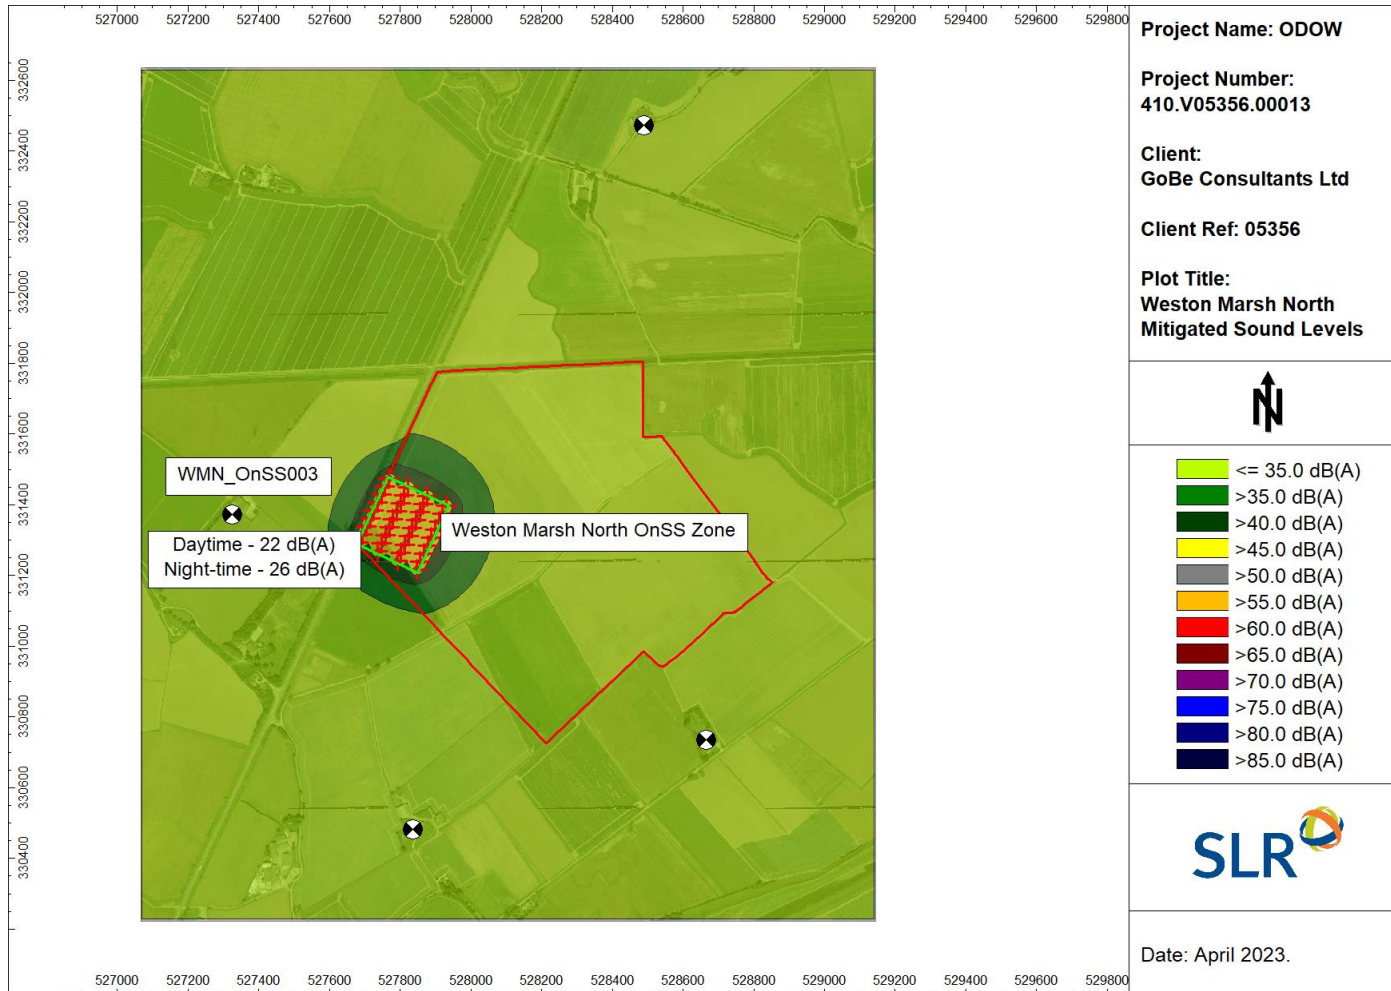 527000 527200 527400 527600 527800 528000 528200 528400 528600 528800 529000 529200 529400 529600 529800
332600
332400
332200
332000
331800
331600
331400
331200
331000
330800
330600
330400
WMN_OnSS003
Daytime - 22 dB(A)
Night-time - 26 dB(A)
Weston Marsh North OnSS Zone
527000 527200 527400 527600 527800 528000 528200 528400 528600 528800 529000 529200 529400 529600 529800
Project Name: ODOW
Project Number:
410.V05356.00013
Client:
GoBe Consultants Ltd
Client Ref: 05356
Plot Title:
Weston Marsh North
Mitigated Sound Levels
N
<= 35.0 dB(A)
>35.0 dB(A)
>40.0 dB(A)
>45.0 dB(A)
>50.0 dB(A)
>55.0 dB(A)
>60.0 dB(A)
>65.0 dB(A)
>70.0 dB(A)
>75.0 dB(A)
>80.0 dB(A)
>85.0 dB(A)
SLR
Date: April 2023.